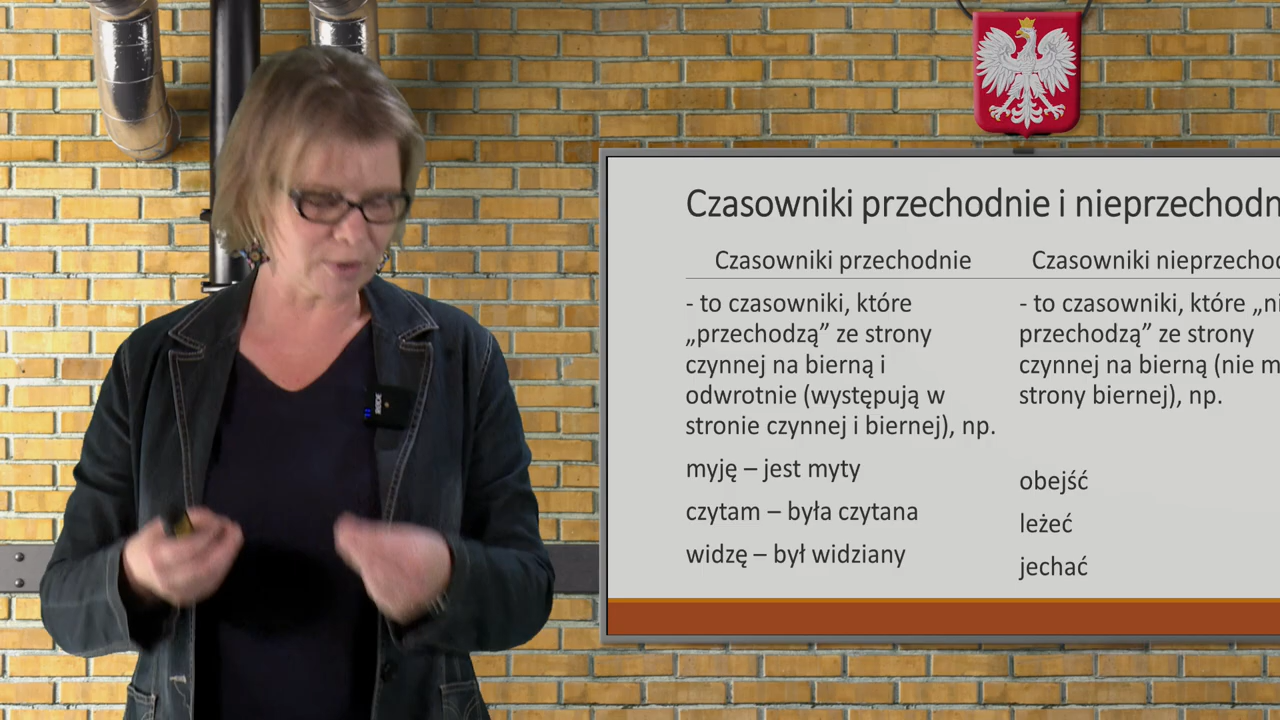 Czasowniki przechodnie i nieprzechodn
Czasowniki przechodnie
- to czasowniki, które
„przechodzą” ze strony
czynnej na bierną i
odwrotnie (występują w
stronie czynnej i biernej), np.
myję – jest myty
czytam – była czytana
widzę – był widziany
Czasowniki nieprzechod
- to czasowniki, które „ni
przechodzą” ze strony
czynnej na bierną (nie m
strony biernej), np.
obejść
leżeć
jechać
RØDE